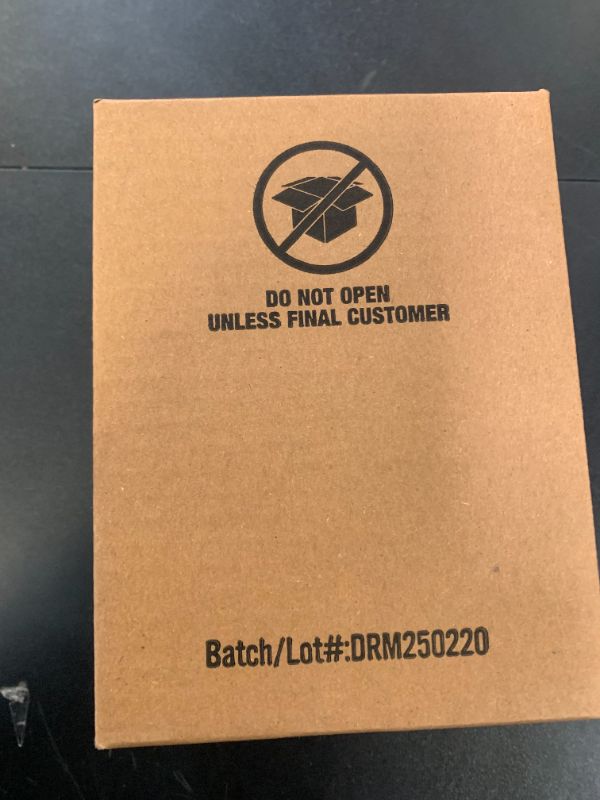 DO NOT OPEN
UNLESS FINAL CUSTOMER
Batch/Lot#:DRM250220